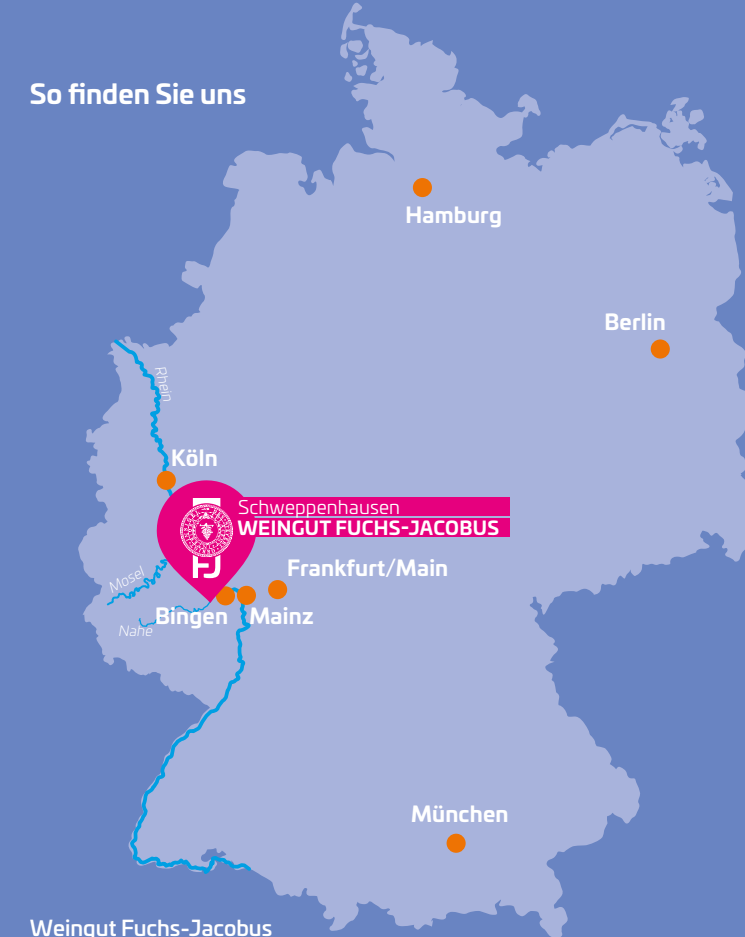 So finden Sie uns
Hamburg
Berlin
Rhein
Köln
Schweppenhausen
WEINGUT FUCHS-JACOBUS
FJ
Frankfurt/Main
Mosel
Bingen
Mainz
Nahe
München
Weingut Fuchs-Jacobus